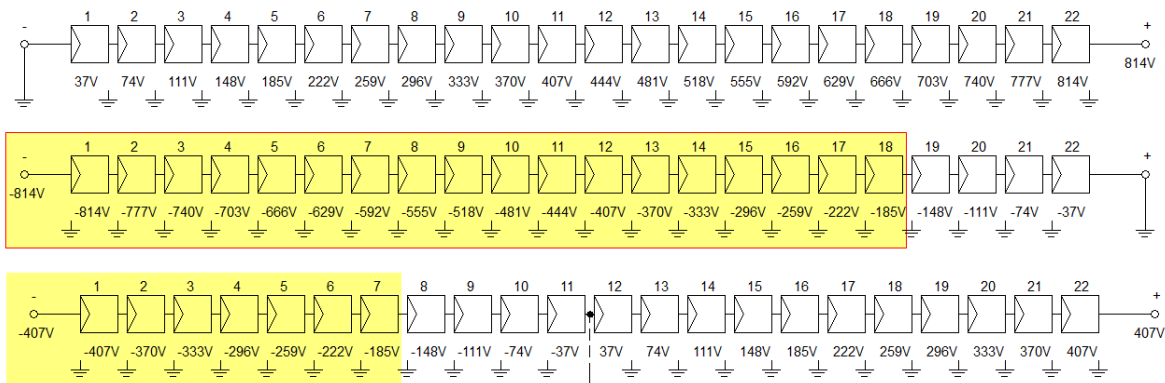 - 1 2 3 4 5 6 7 8 9 10 11 12 13 14 15 16 17 18 19 20 21 22 +
37V 74V 111V 148V 185V 222V 259V 296V 333V 370V 407V 444V 481V 518V 555V 592V 629V 666V 703V 740V 777V 814V 814V
- 1 2 3 4 5 6 7 8 9 10 11 12 13 14 15 16 17 18 19 20 21 22 +
-814V -814V -777V -740V -703V -666V -629V -592V -555V -518V -481V -444V -407V -370V -333V -296V -259V -222V -185V -148V -111V -74V -37V
- 1 2 3 4 5 6 7 8 9 10 11 12 13 14 15 16 17 18 19 20 21 22 +
-407V -407V -370V -333V -296V -259V -222V -185V -148V -111V -74V -37V 37V 74V 111V 148V 185V 222V 259V 296V 333V 370V 407V 407V